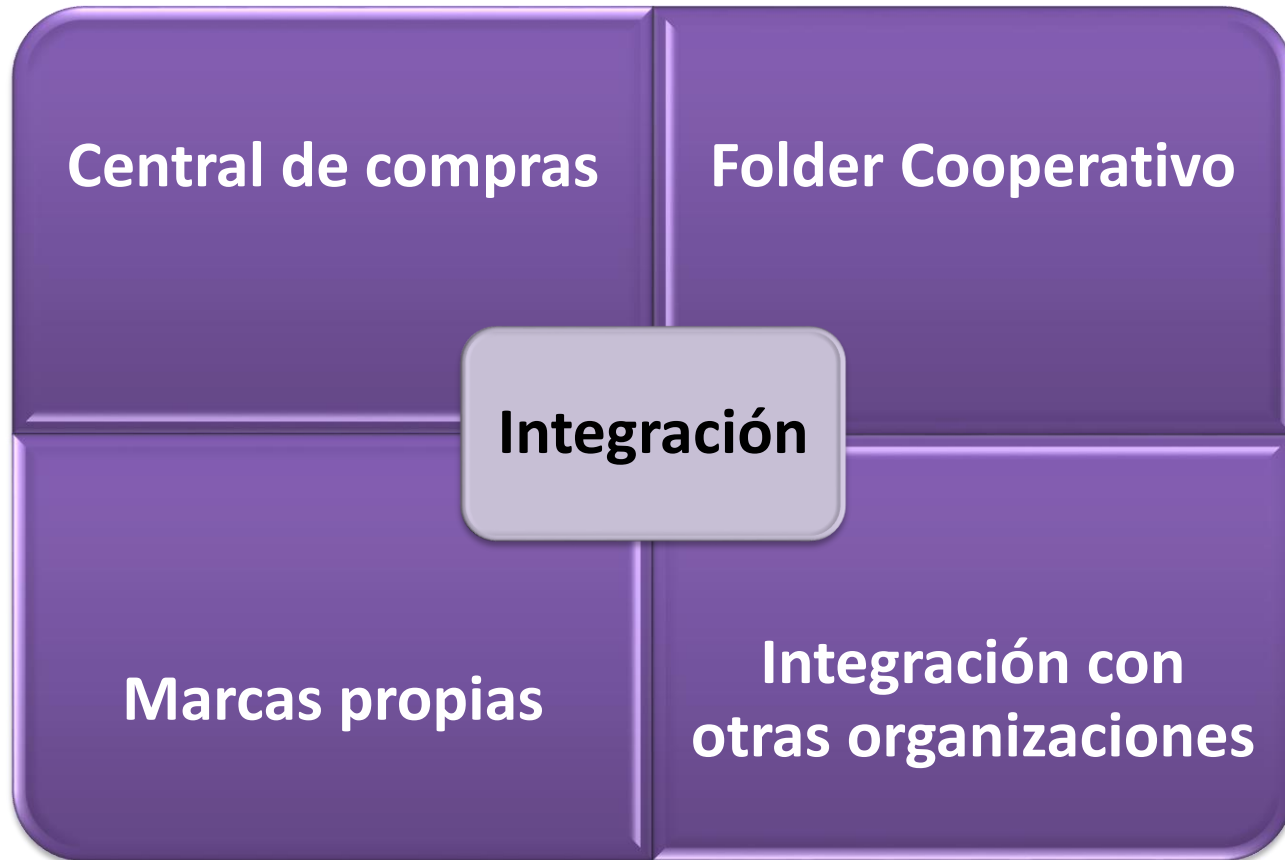 Central de compras
Folder Cooperativo
Integración
Marcas propias
Integración con
otras organizaciones